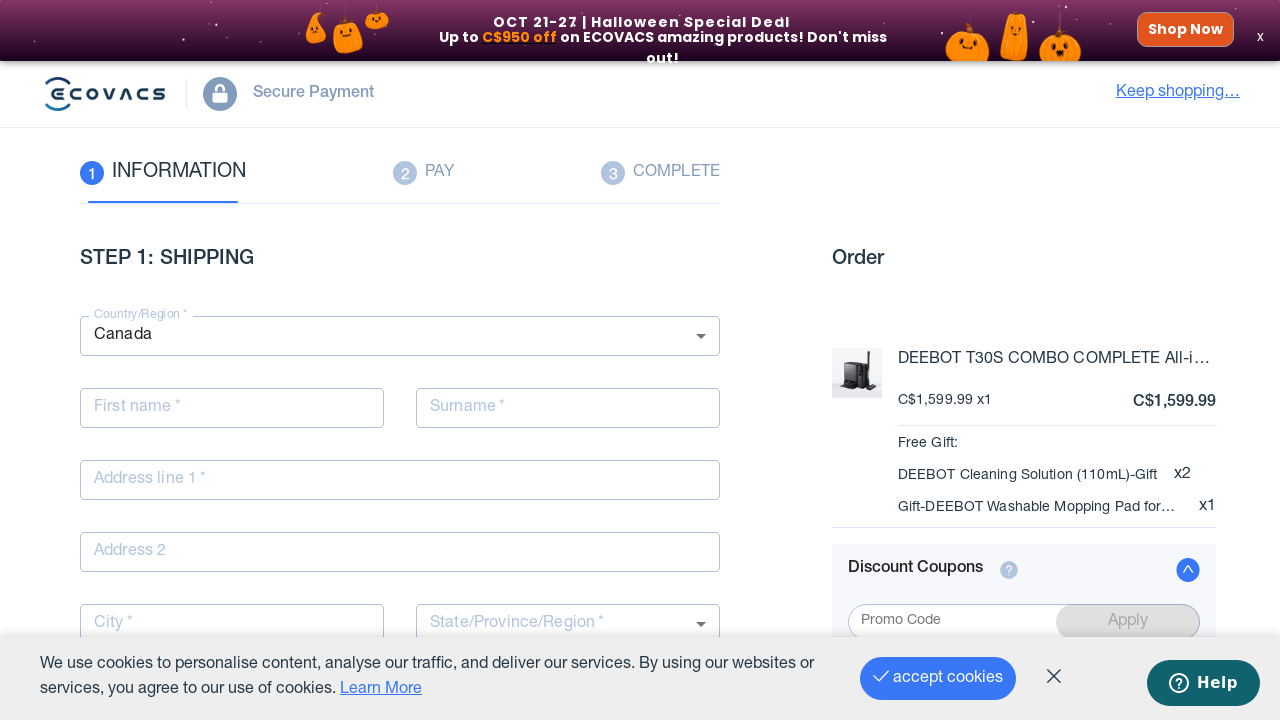 OCT 21-27 | Halloween Special Deal
Up to C$950 off on ECOVACS amazing products! Don't miss
out!
Shop Now
x
ECOVACS
Secure Payment
Keep shopping…
1 INFORMATION
2 PAY
3 COMPLETE
STEP 1: SHIPPING
Order
Country/Region *
Canada
First name *
Surname *
Address line 1 *
Address 2
City *
State/Province/Region *
DEEBOT T30S COMBO COMPLETE All-i…
C$1,599.99 x1
C$1,599.99
Free Gift:
DEEBOT Cleaning Solution (110mL)-Gift x2
Gift-DEEBOT Washable Mopping Pad for… x1
Discount Coupons ?
Promo Code
Apply
We use cookies to personalise content, analyse our traffic, and deliver our services. By using our websites or
services, you agree to our use of cookies. Learn More
accept cookies
Help